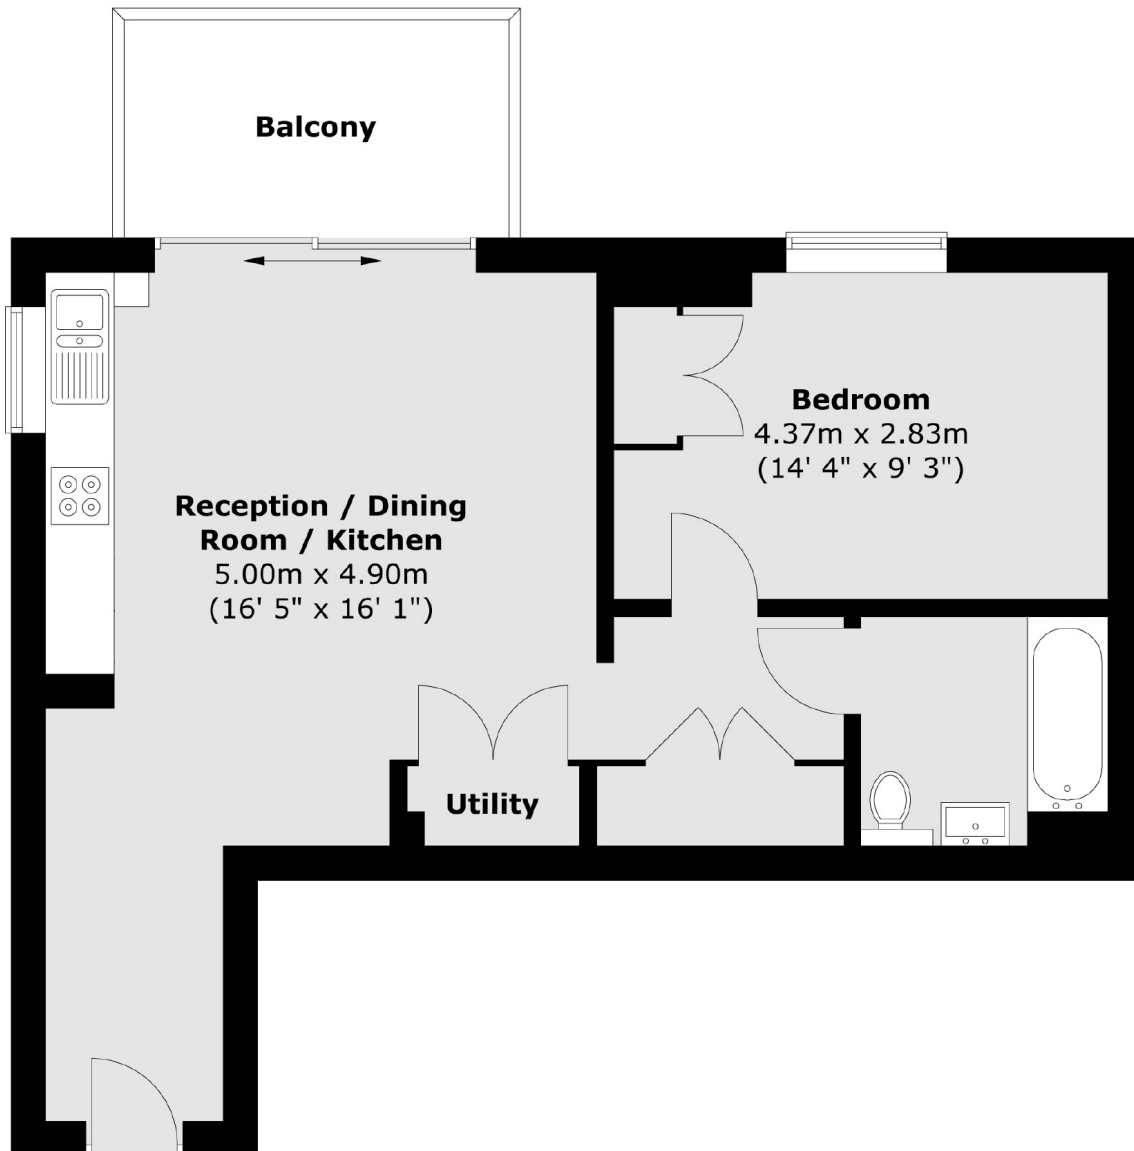 Balcony
Bedroom
4.37m x 2.83m
(14' 4" x 9' 3")
Reception / Dining
Room / Kitchen
5.00m x 4.90m
(16' 5" x 16' 1")
Utility